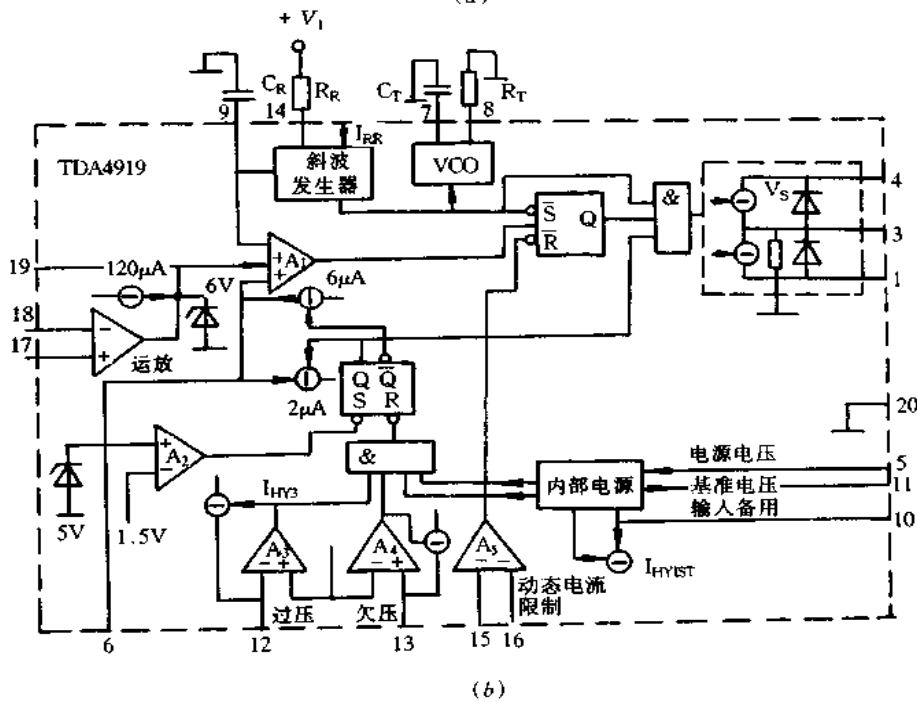 (a)
+ V₁
C_R
R_R
C_T
R_T
9
14
7
8
I_RR
TDA4919
斜波
发生器
VCO
&
S̅
Q
R̅
V_S
4
3
1
19
120μA
6V
+
A₁
+
6μA
18
−
17
+
运放
2μA
Q
Q̅
S
R
20
+
A₂
−
&
内部电源
电源电压
5
基准电压
11
输入备用
10
5V
1.5V
I_HY3
A₃
− +
A₄
− +
A₅
− −
I_HYIST
动态电流
限制
过压
欠压
6
12
13
15
16
(b)